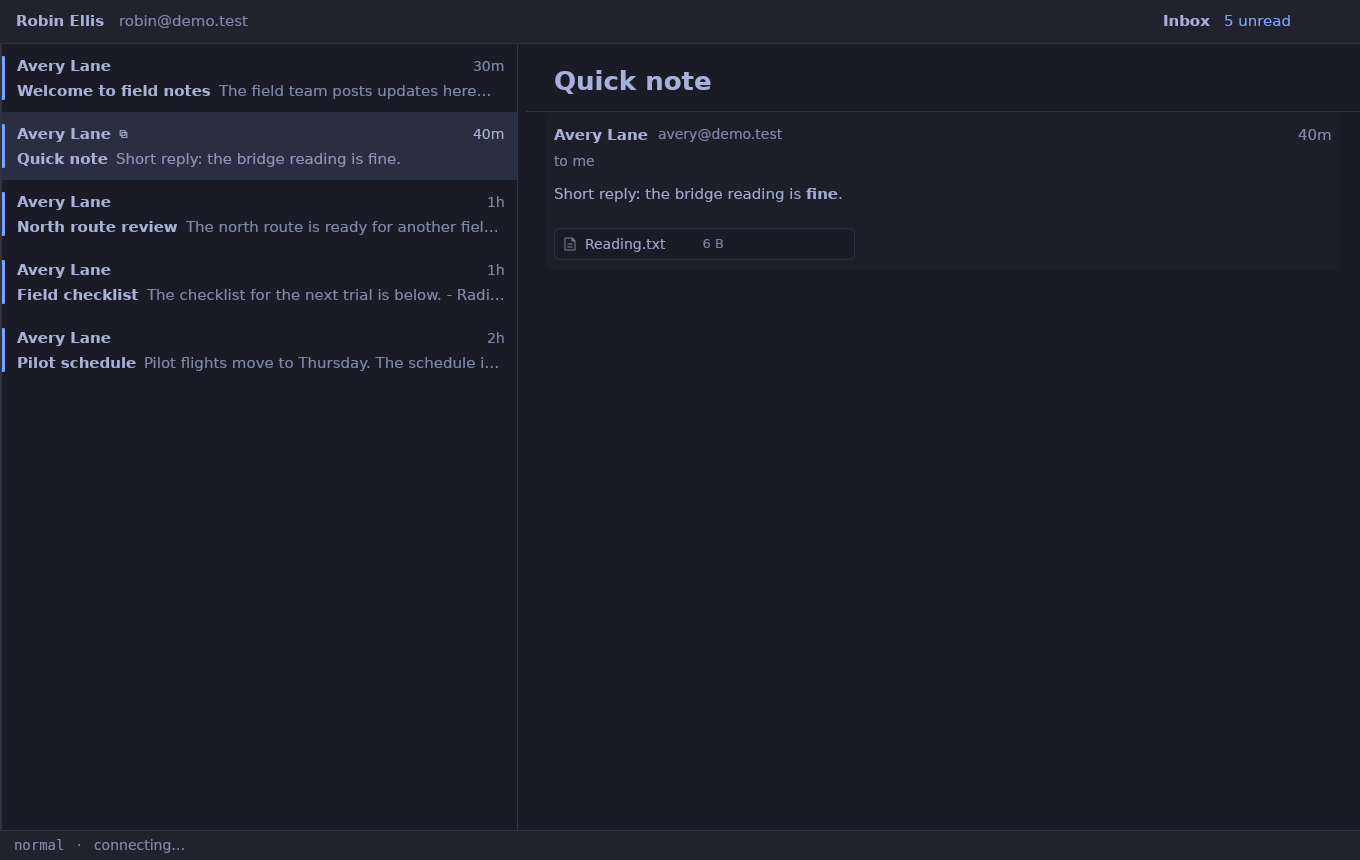 Robin Ellis robin@demo.test
Inbox 5 unread
Avery Lane 30m
Welcome to field notes The field team posts updates here…
Avery Lane 40m
Quick note Short reply: the bridge reading is fine.
Avery Lane 1h
North route review The north route is ready for another fiel…
Avery Lane 1h
Field checklist The checklist for the next trial is below. - Radi…
Avery Lane 2h
Pilot schedule Pilot flights move to Thursday. The schedule i…
Quick note
Avery Lane avery@demo.test 40m
to me
Short reply: the bridge reading is fine.
Reading.txt 6 B
normal · connecting…